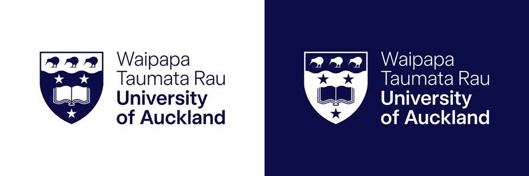 Waipapa
Taumata Rau
University
of Auckland
Waipapa
Taumata Rau
University
of Auckland